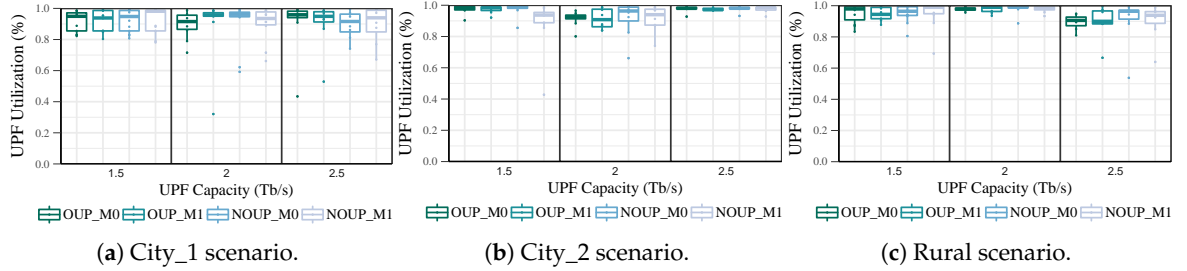 UPF Utilization (%)
1.0
0.8
0.6
0.4
0.2
0.0
1.5 2 2.5
UPF Capacity (Tb/s)
OUP_M0 OUP_M1 NOUP_M0 NOUP_M1
(a) City_1 scenario.
UPF Utilization (%)
1.0
0.8
0.6
0.4
0.2
0.0
1.5 2 2.5
UPF Capacity (Tb/s)
OUP_M0 OUP_M1 NOUP_M0 NOUP_M1
(b) City_2 scenario.
UPF Utilization (%)
1.0
0.8
0.6
0.4
0.2
0.0
1.5 2 2.5
UPF Capacity (Tb/s)
OUP_M0 OUP_M1 NOUP_M0 NOUP_M1
(c) Rural scenario.